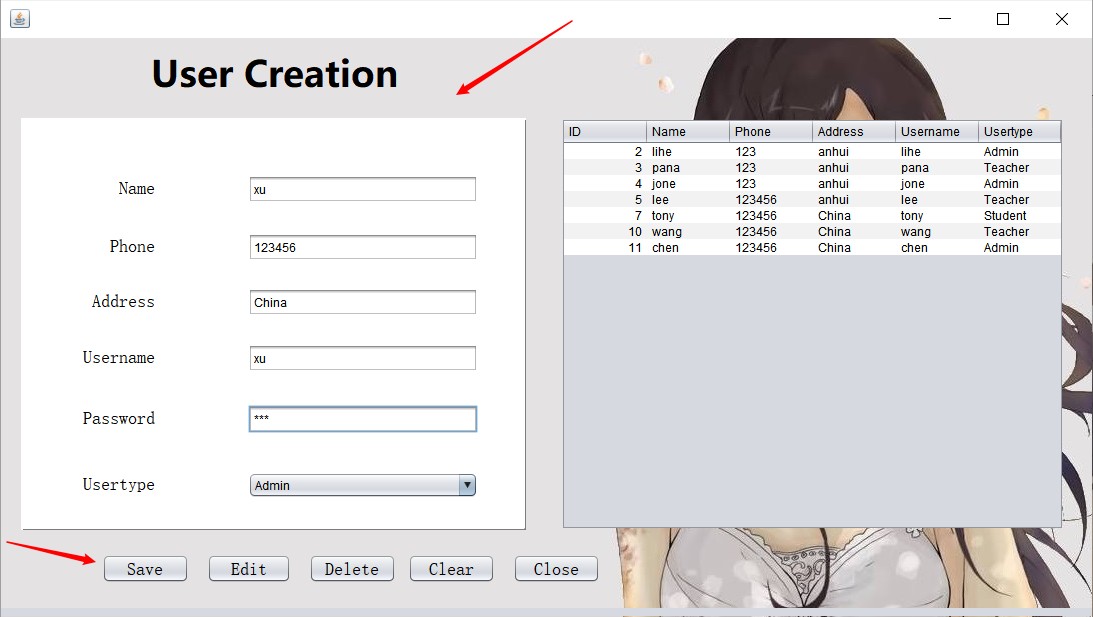 User Creation
Name xu
Phone 123456
Address China
Username xu
Password ***
Usertype Admin
Save Edit Delete Clear Close
ID Name Phone Address Username Usertype
2 lihe 123 anhui lihe Admin
3 pana 123 anhui pana Teacher
4 jone 123 anhui jone Admin
5 lee 123456 anhui lee Teacher
7 tony 123456 China tony Student
10 wang 123456 China wang Teacher
11 chen 123456 China chen Admin